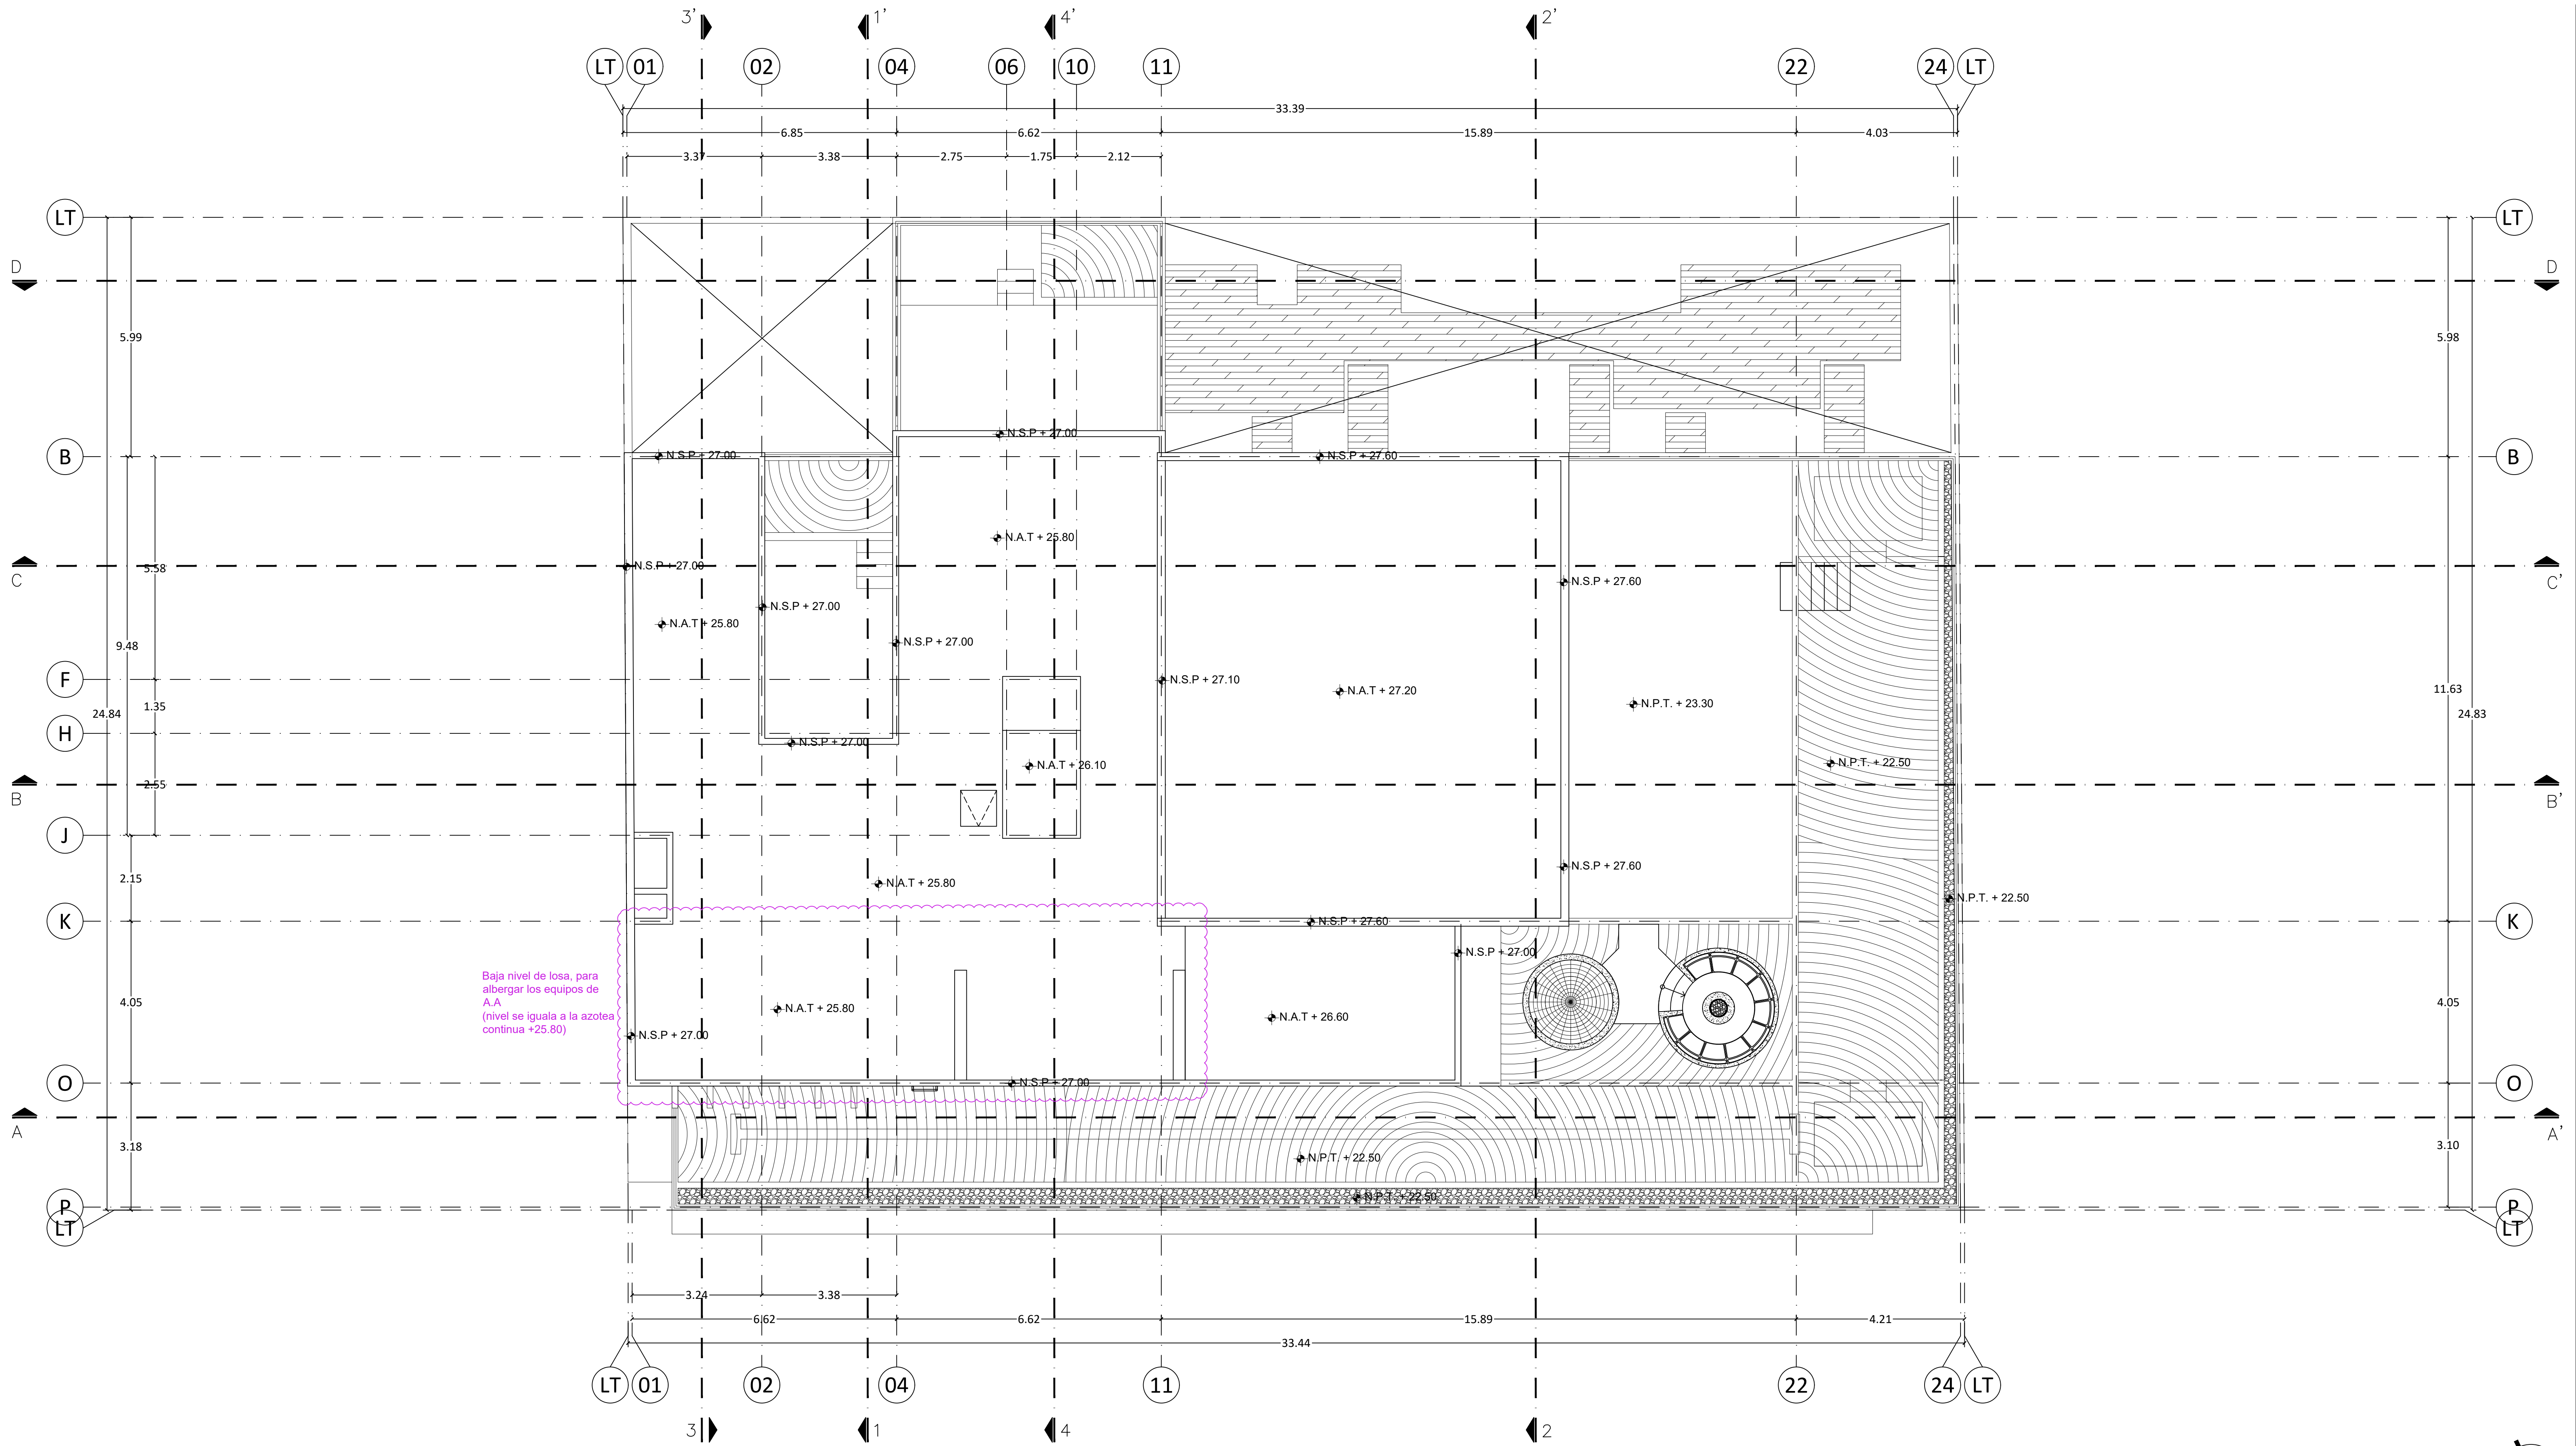 3' 1' 4' 2'
LT 01 02 04 06 10 11 22 24 LT
33.39
6.85 6.62 15.89 4.03
3.37 3.38 2.75 1.75 2.12
LT LT
D D
5.99 5.98
N.S.P + 27.00
B N.S.P + 27.00 N.S.P + 27.60 B
N.A.T + 25.80
5.58 N.S.P + 27.00
C C'
N.S.P + 27.60
N.S.P + 27.00
N.A.T + 25.80
N.S.P + 27.00
9.48
F N.S.P + 27.10
N.A.T + 27.20 11.63
1.35 N.P.T. + 23.30
24.84 24.83
H
N.S.P + 27.00
N.A.T + 26.10 N.P.T. + 22.50
2.55
B B'
J
N.S.P + 27.60
2.15 N.A.T + 25.80
N.P.T. + 22.50
K N.S.P + 27.60 K
N.S.P + 27.00
Baja nivel de losa, para
albergar los equipos de
A.A
(nivel se iguala a la azotea
continua +25.80)
4.05 N.A.T + 25.80 4.05
N.A.T + 26.60
N.S.P + 27.00
O N.S.P + 27.00 O
A A'
3.18 3.10
N.P.T. + 22.50
N.P.T. + 22.50
P P
LT LT
3.24 3.38
6.62 6.62 15.89 4.21
33.44
LT 01 02 04 11 22 24 LT
3 1 4 2